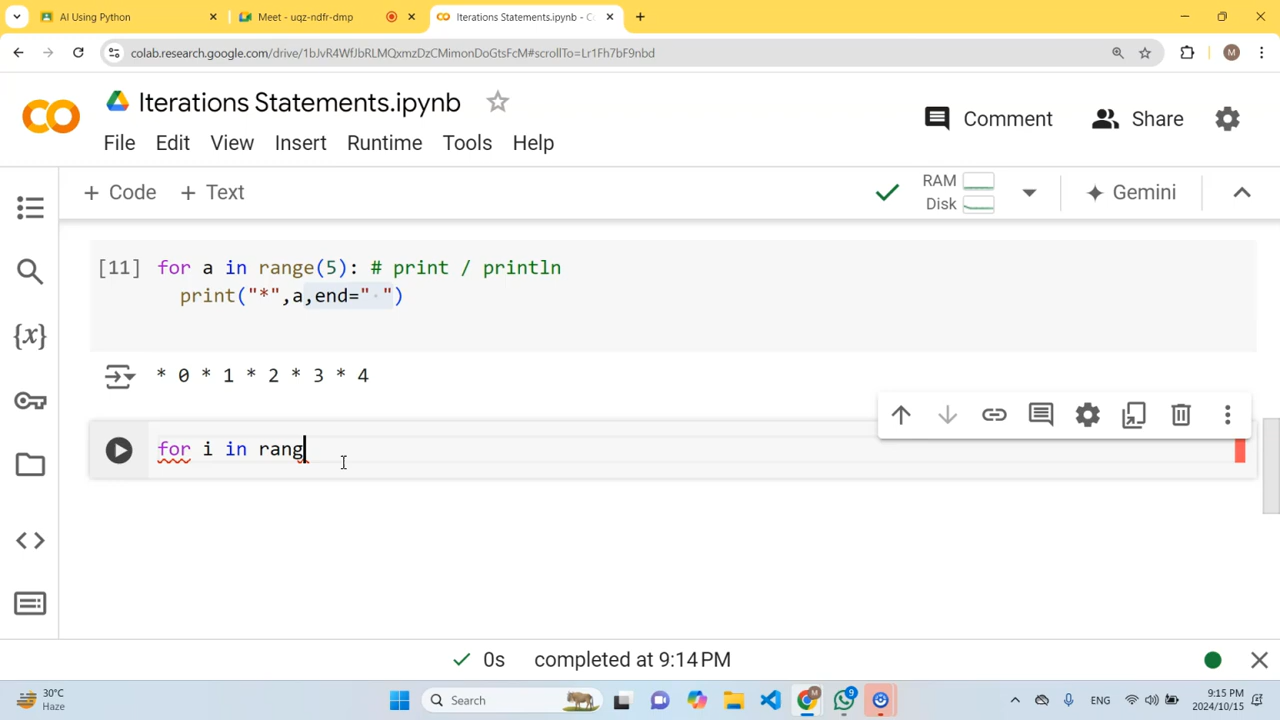 AI Using Python
Meet - uqz-ndfr-dmp
Iterations Statements.ipynb - C
colab.research.google.com/drive/1bJvR4WfJbRLMQxmzDzCMimonDoGtsFcM#scrollTo=Lr1Fh7bF9nbd
M
CO
Iterations Statements.ipynb
Comment
Share
File Edit View Insert Runtime Tools Help
+ Code + Text
RAM
Disk
Gemini
[11] for a in range(5): # print / println
print("*",a,end=" ")
* 0 * 1 * 2 * 3 * 4
{x}
for i in rang
<>
0s completed at 9:14 PM
30°C
Haze
Search
M
9
ENG
9:15 PM
2024/10/15